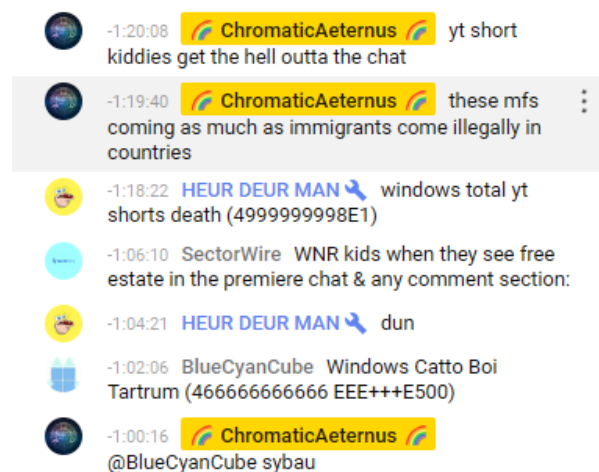 -1:20:08 🌈 ChromaticAeternus 🌈 yt short
kiddies get the hell outta the chat
-1:19:40 🌈 ChromaticAeternus 🌈 these mfs
coming as much as immigrants come illegally in
countries
-1:18:22 HEUR DEUR MAN windows total yt
shorts death (4999999998E1)
-1:06:10 SectorWire WNR kids when they see free
estate in the premiere chat & any comment section:
-1:04:21 HEUR DEUR MAN dun
-1:02:06 BlueCyanCube Windows Catto Boi
Tartrum (466666666666 EEE+++E500)
-1:00:16 🌈 ChromaticAeternus 🌈
@BlueCyanCube sybau